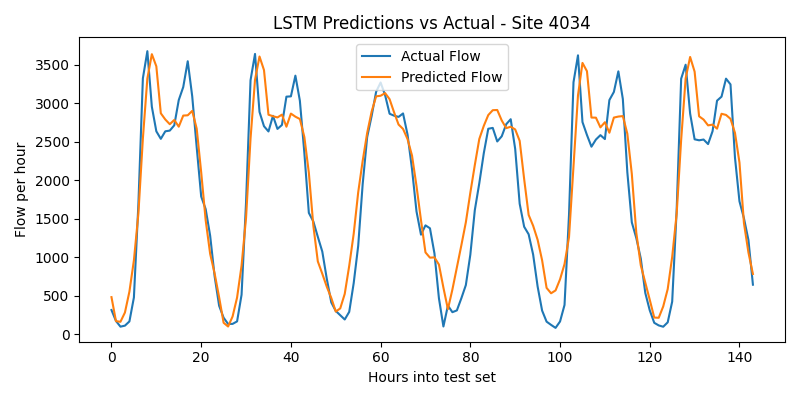 LSTM Predictions vs Actual - Site 4034
Actual Flow
Predicted Flow
Flow per hour
3500
3000
2500
2000
1500
1000
500
0
0 20 40 60 80 100 120 140
Hours into test set